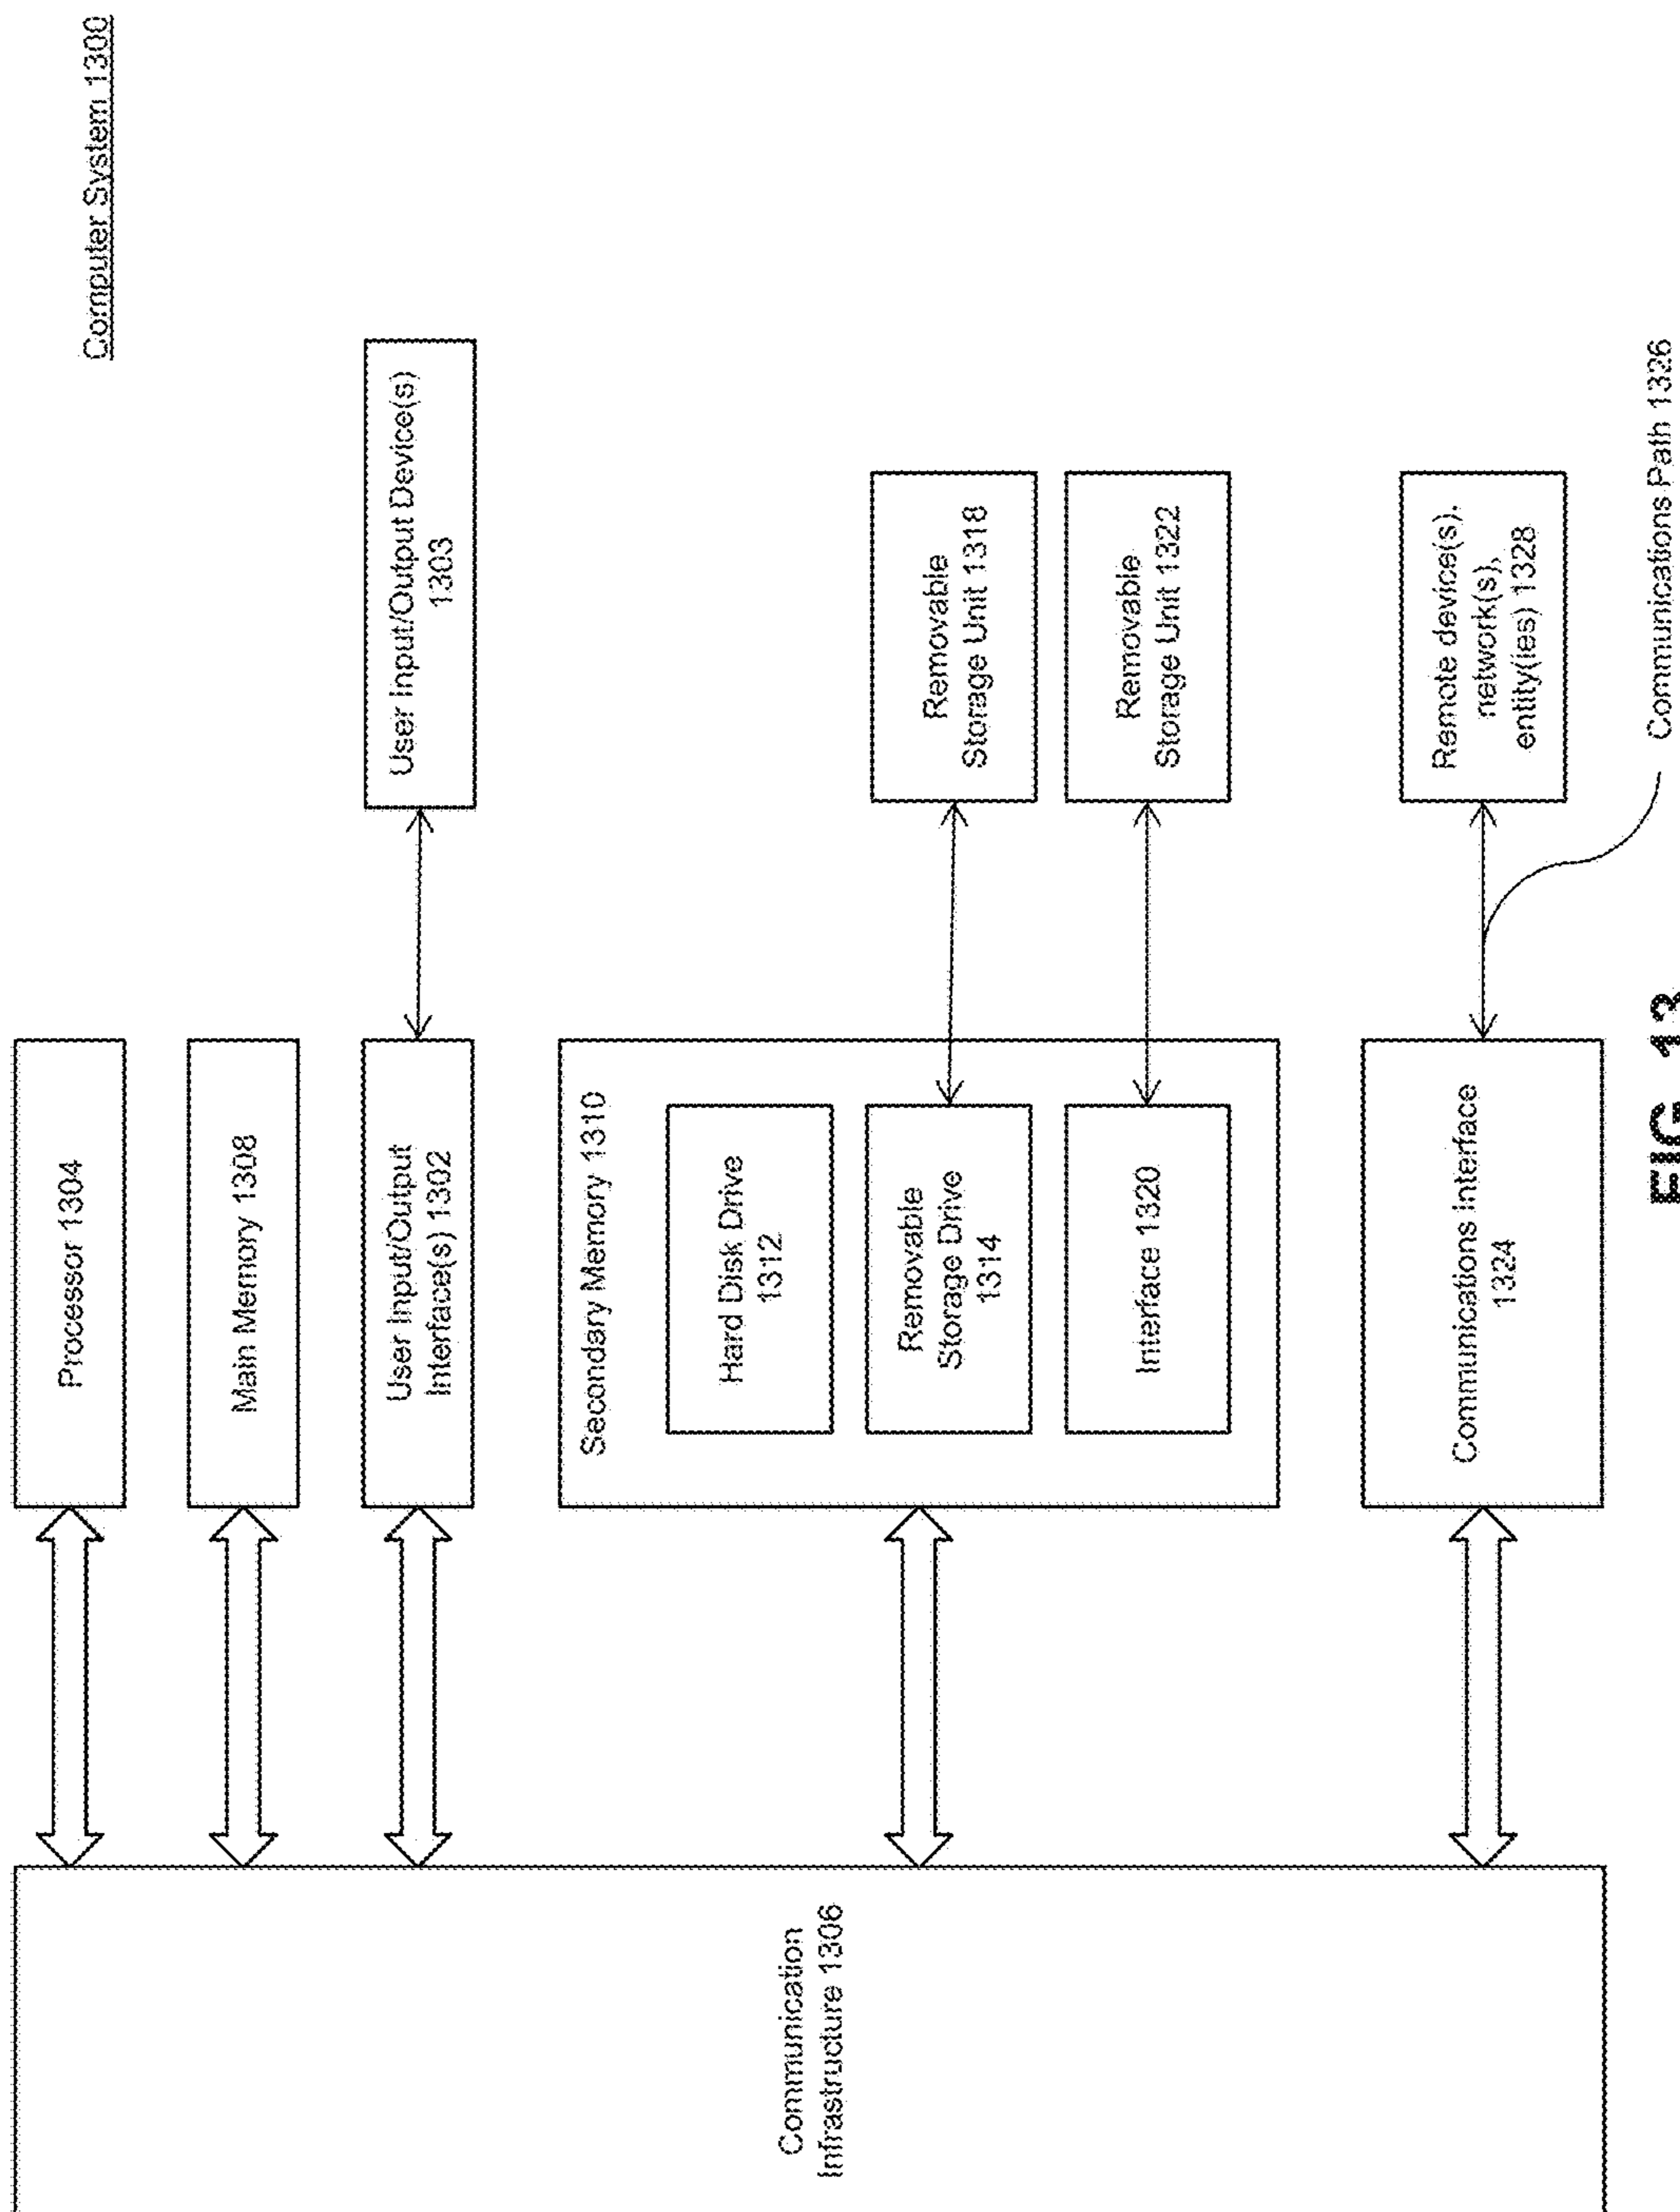 Computer System 1300
Processor 1304
Main Memory 1308
User Input/Output
Interface(s) 1302
User Input/Output Device(s)
1303
Communication
Infrastructure 1306
Secondary Memory 1310
Hard Disk Drive
1312
Removable
Storage Drive
1314
Removable
Storage Unit 1318
Interface 1320
Removable
Storage Unit 1322
Communications Interface
1324
Remote device(s),
network(s),
entity(ies) 1328
Communications Path 1326
FIG. 13